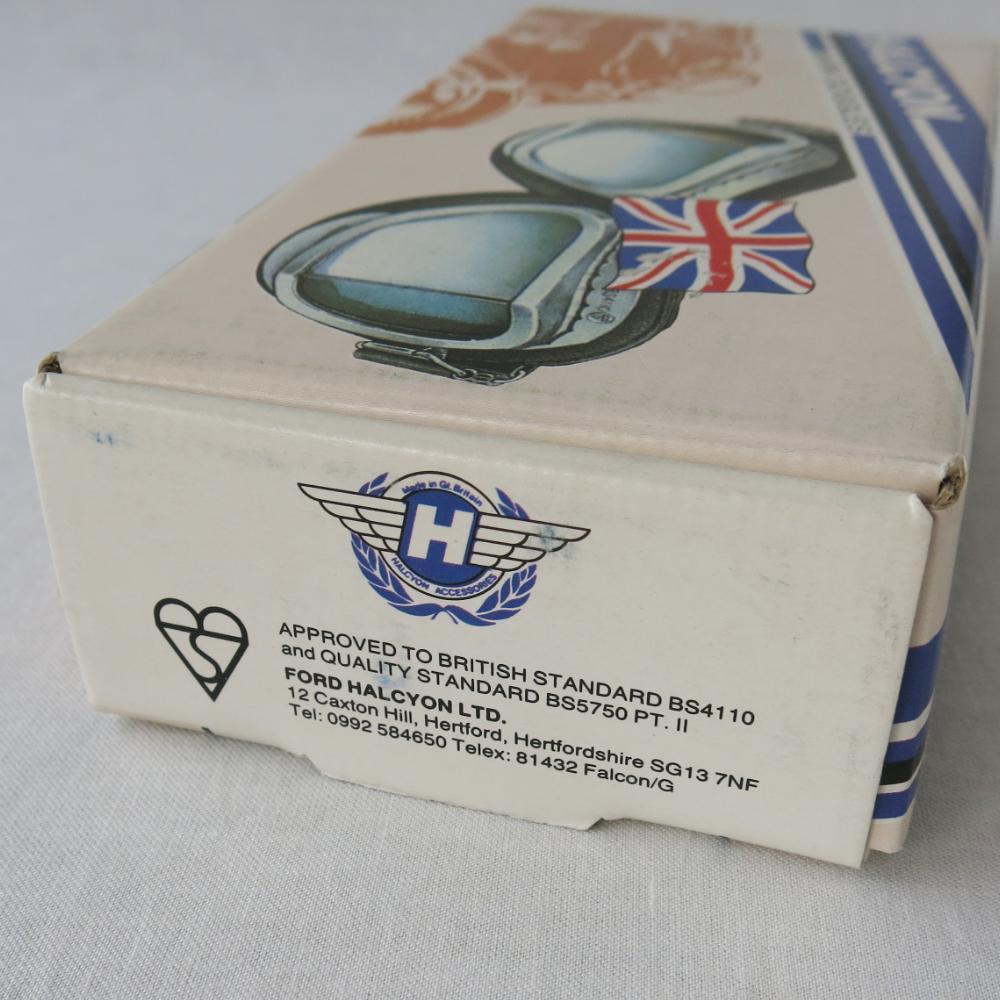 HALCYON
Made in Gt. Britain
H
HALCYON ACCESSORIES
APPROVED TO BRITISH STANDARD BS4110
and QUALITY STANDARD BS5750 PT. II
FORD HALCYON LTD.
12 Caxton Hill, Hertford, Hertfordshire SG13 7NF
Tel: 0992 584650 Telex: 81432 Falcon/G